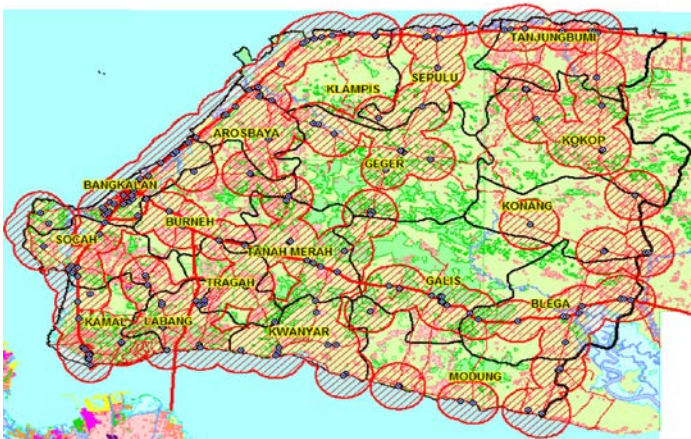 TANJUNGBUMI
SEPULU
KLAMPIS
AROSBAYA
KOKOP
GEGER
BANGKALAN
KONANG
BURNEH
SOCAH
TANAH MERAH
TRAGAH
GALIS
BLEGA
KAMAL
LABANG
KWANYAR
MODUNG